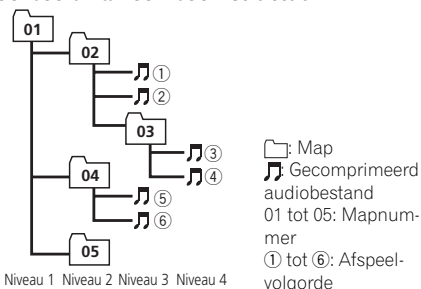 01
02
①
②
03
③
④
04
⑤
⑥
05
Niveau 1 Niveau 2 Niveau 3 Niveau 4
: Map
: Gecomprimeerd
audiobestand
01 tot 05: Mapnum-
mer
① tot ⑥: Afspeel-
volgorde